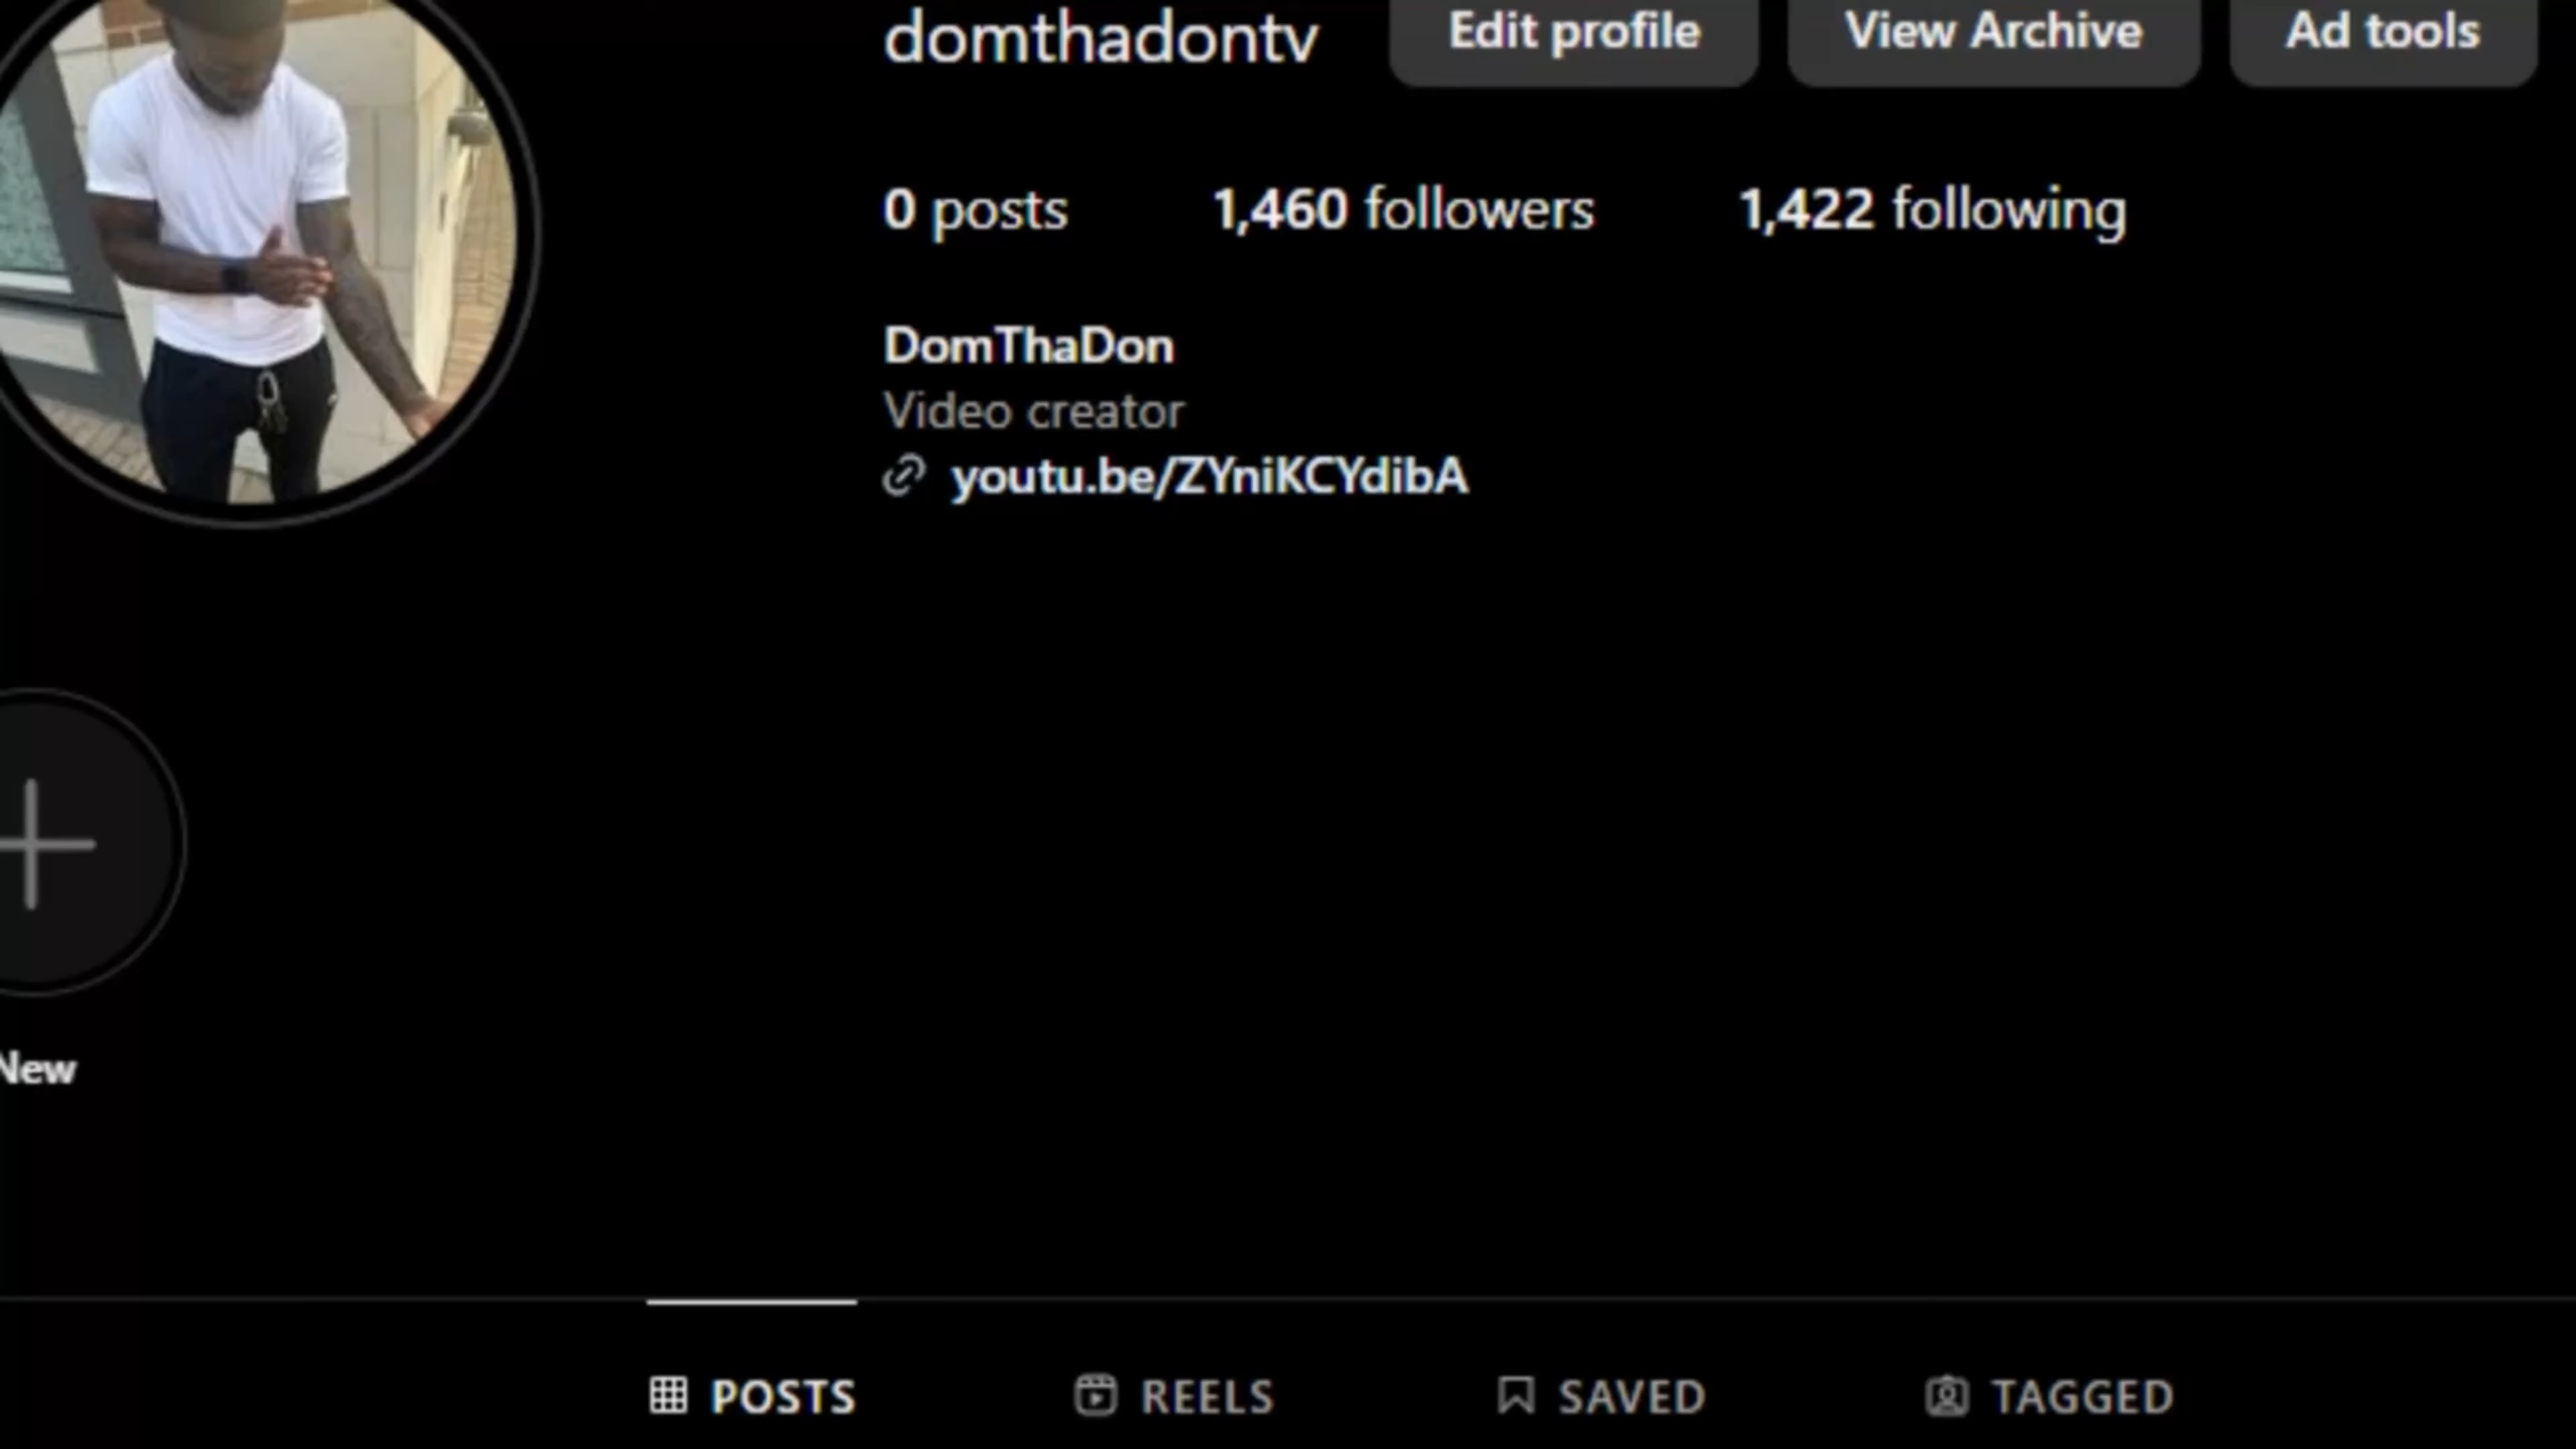 domthadontv Edit profile View Archive Ad tools
0 posts 1,460 followers 1,422 following
DomThaDon
Video creator
youtu.be/ZYniKCYdibA
New
POSTS REELS SAVED TAGGED